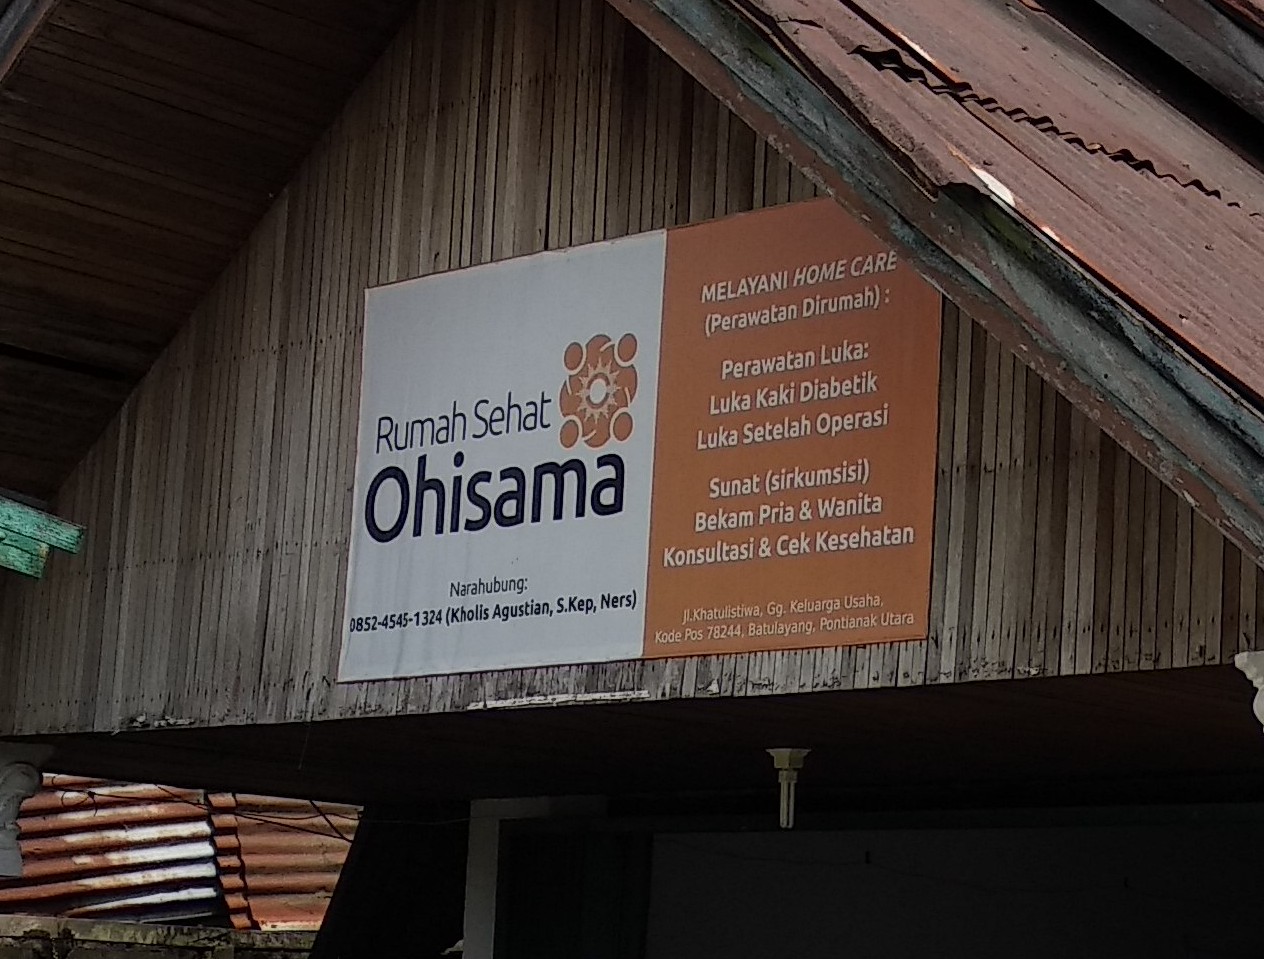 Rumah Sehat
Ohisama
Narahubung:
0852-4545-1324 (Kholis Agustian, S.Kep, Ners)
MELAYANI HOME CARE
(Perawatan Dirumah) :
Perawatan Luka:
Luka Kaki Diabetik
Luka Setelah Operasi
Sunat (sirkumsisi)
Bekam Pria & Wanita
Konsultasi & Cek Kesehatan
Jl.Khatulistiwa, Gg. Keluarga Usaha,
Kode Pos 78244, Batulayang, Pontianak Utara